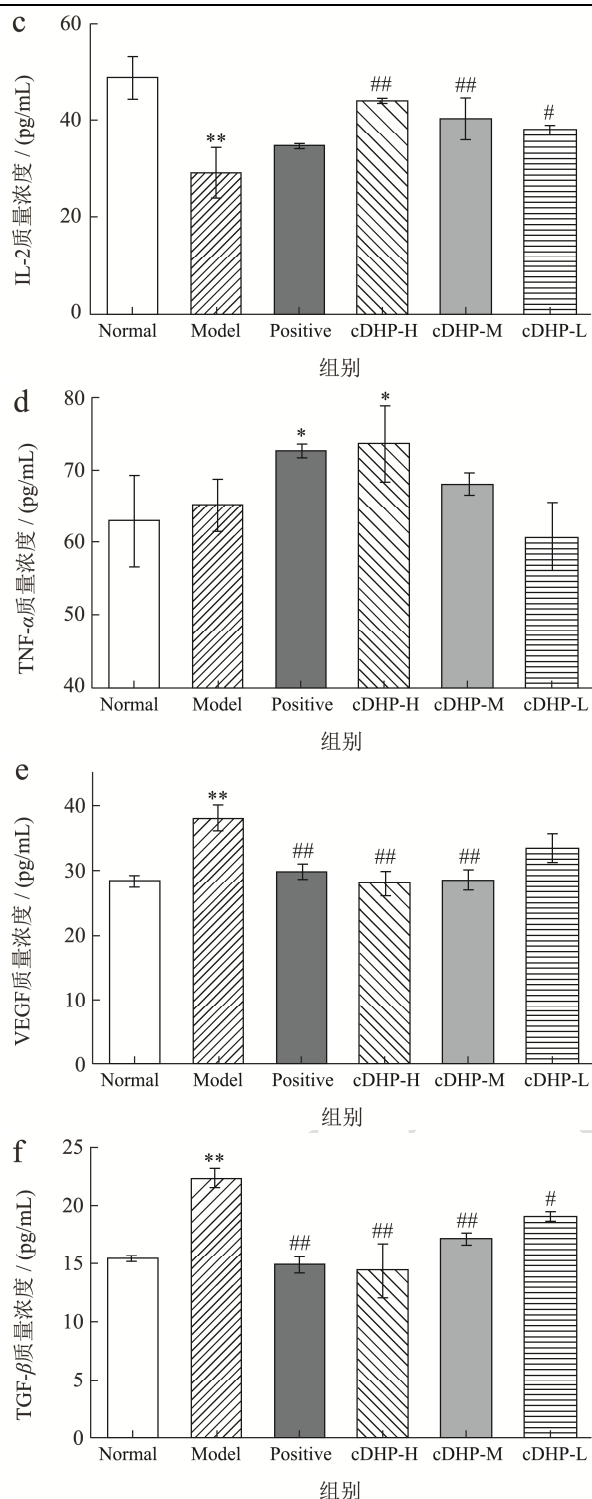 c
IL-2质量浓度 / (pg/mL)
60
40
20
0
**
##
##
#
Normal Model Positive cDHP-H cDHP-M cDHP-L
组别
d
TNF-α质量浓度 / (pg/mL)
80
70
60
50
40
*
*
Normal Model Positive cDHP-H cDHP-M cDHP-L
组别
e
VEGF质量浓度 / (pg/mL)
40
30
20
10
0
**
##
##
##
Normal Model Positive cDHP-H cDHP-M cDHP-L
组别
f
TGF-β质量浓度 / (pg/mL)
25
20
15
10
5
0
**
##
##
##
#
Normal Model Positive cDHP-H cDHP-M cDHP-L
组别